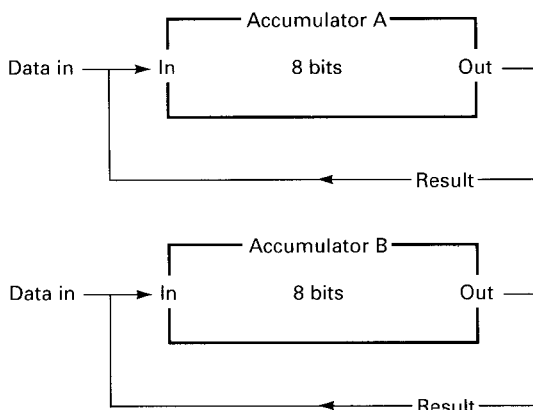 Accumulator A
Data in In 8 bits Out
Result
Accumulator B
Data in In 8 bits Out
Result